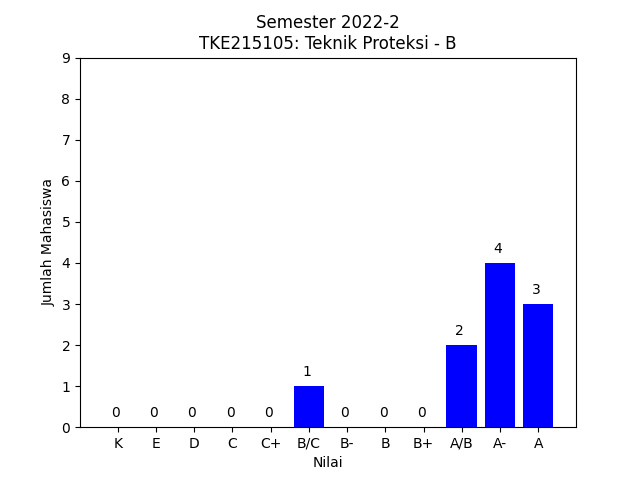 Semester 2022-2
TKE215105: Teknik Proteksi - B
Jumlah Mahasiswa
9
8
7
6
5
4
3
2
1
0
0 0 0 0 0 1 0 0 0 2 4 3
K E D C C+ B/C B- B B+ A/B A- A
Nilai